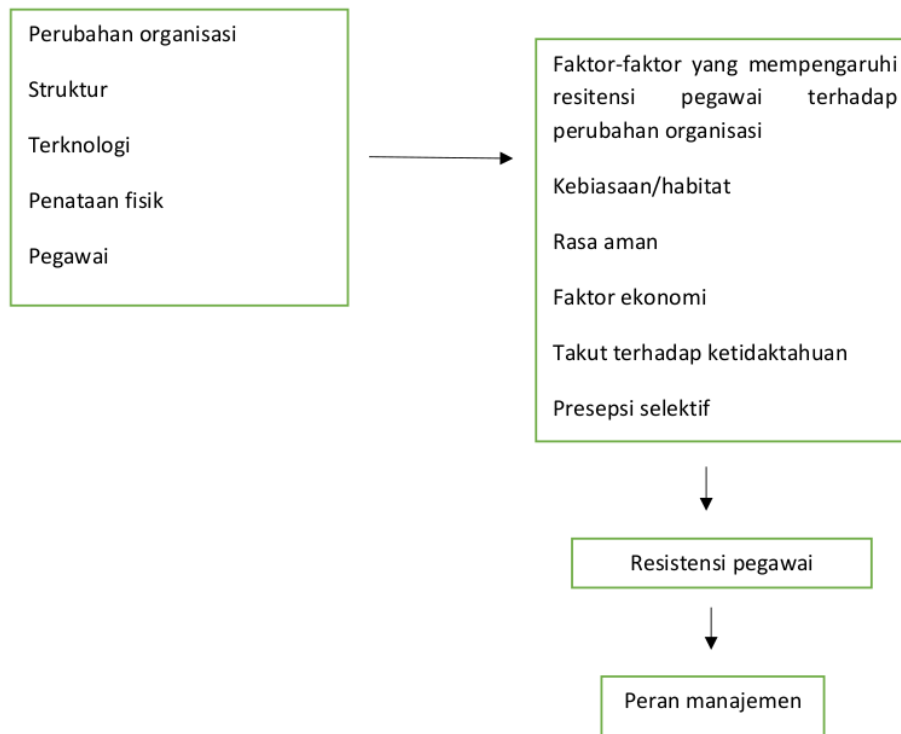 Perubahan organisasi
Struktur
Terknologi
Penataan fisik
Pegawai
Faktor-faktor yang mempengaruhi
resitensi pegawai terhadap
perubahan organisasi
Kebiasaan/habitat
Rasa aman
Faktor ekonomi
Takut terhadap ketidaktahuan
Presepsi selektif
Resistensi pegawai
Peran manajemen